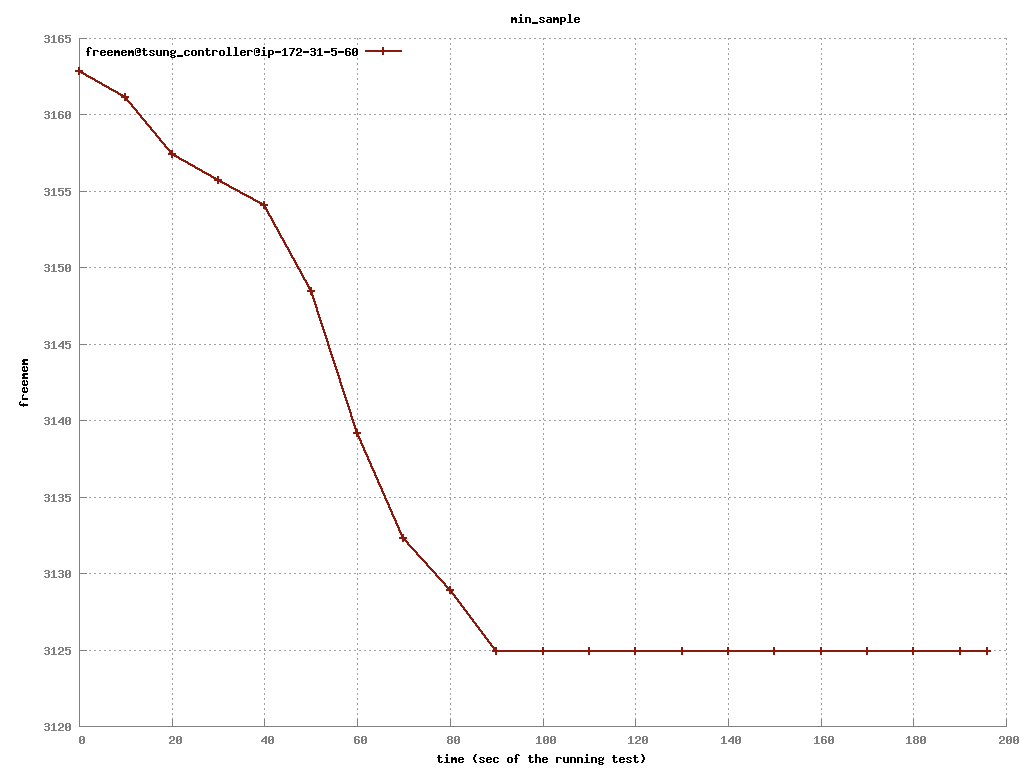 min_sample
freemem@tsung_controller@ip-172-31-5-60
3165
3160
3155
3150
3145
3140
3135
3130
3125
3120
freemem
0 20 40 60 80 100 120 140 160 180 200
time (sec of the running test)